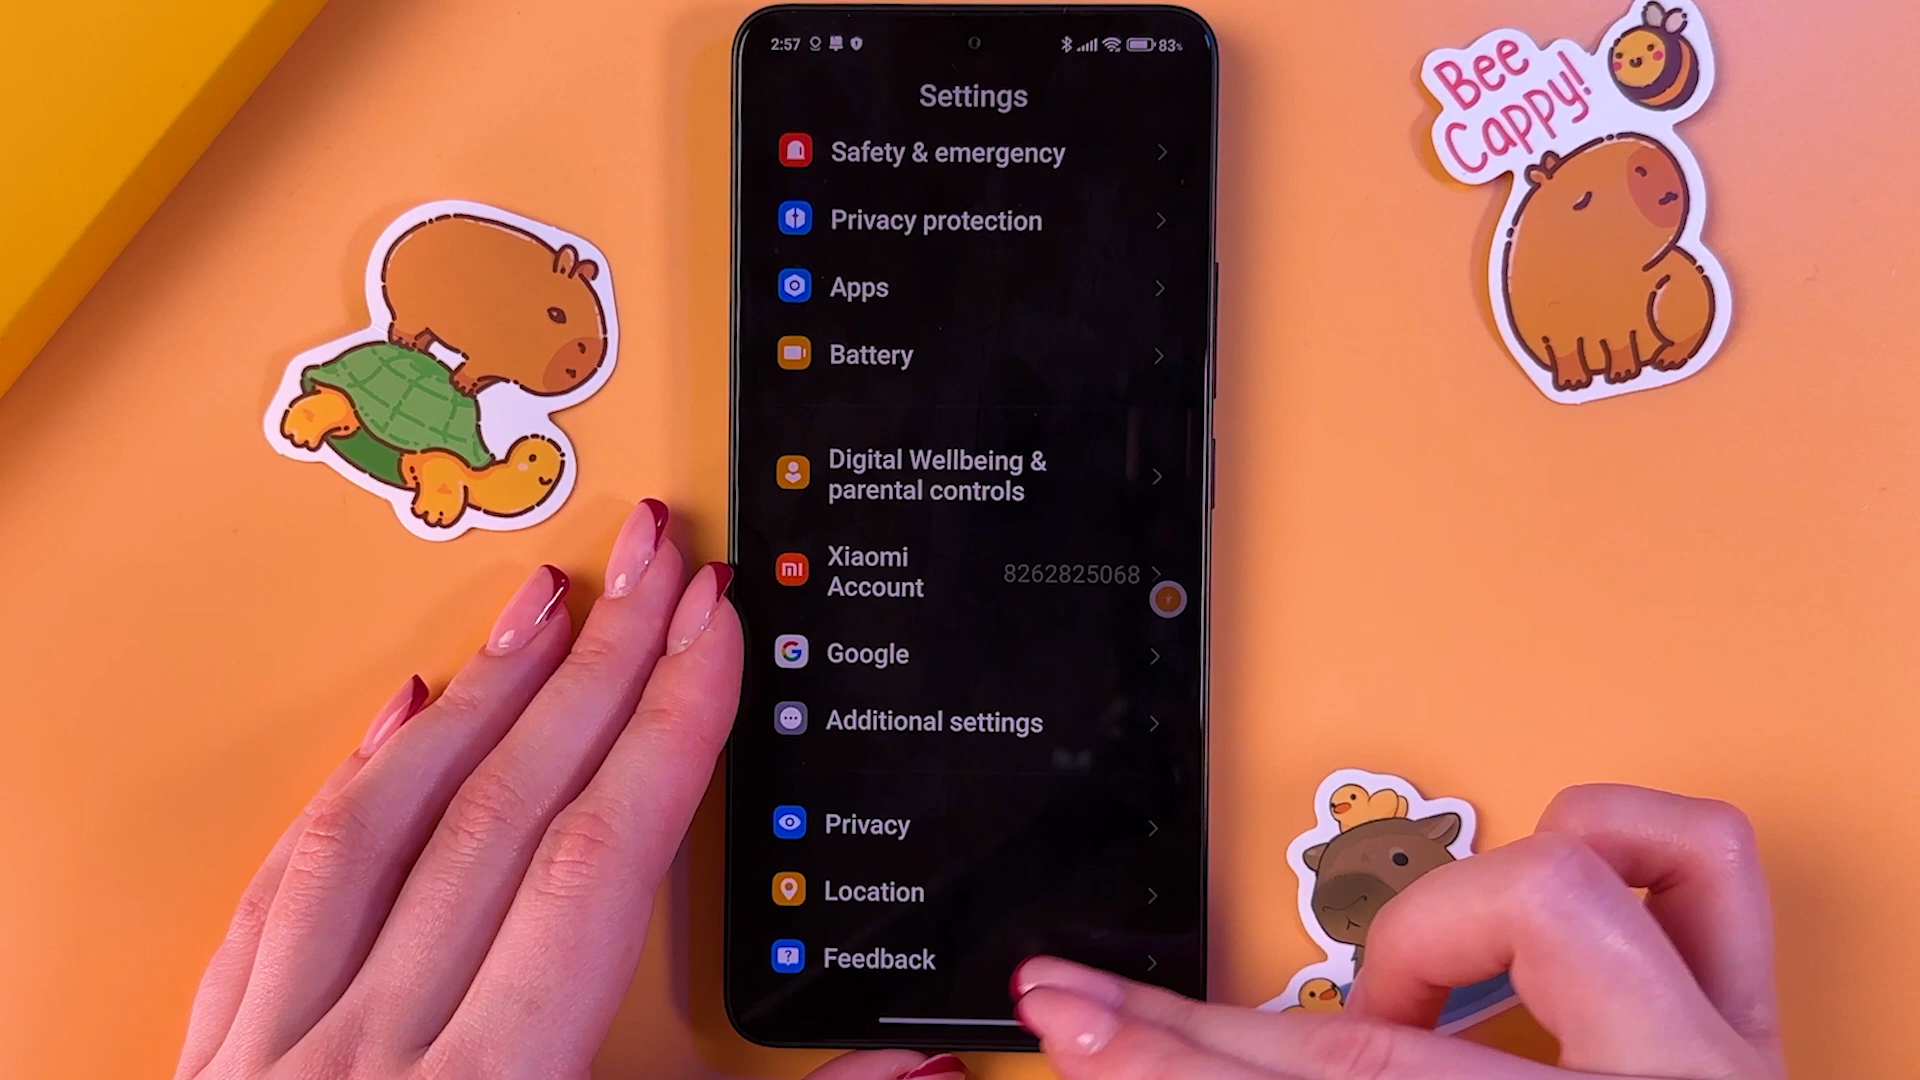 2:57
83%
Settings
Safety & emergency
Privacy protection
Apps
Battery
Digital Wellbeing &
parental controls
Xiaomi
Account
8262825068
mi
Google
G
Additional settings
Privacy
Location
Feedback
?
Bee
Cappy!